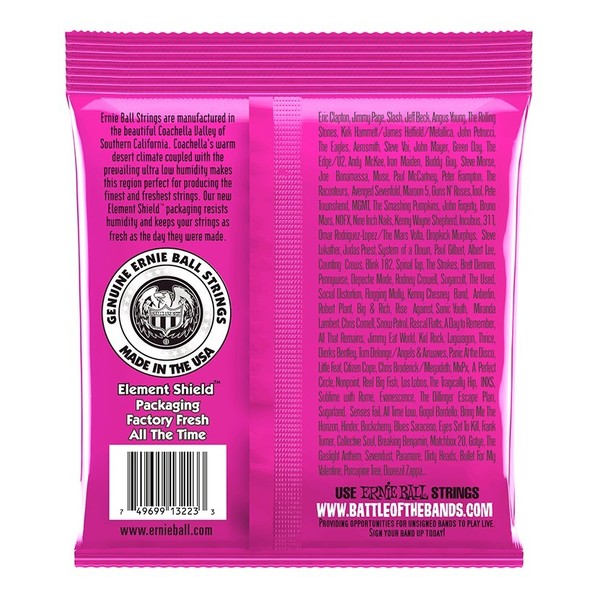 Ernie Ball Strings are manufactured in
the beautiful Coachella Valley of
Southern California. Coachella's warm
desert climate coupled with the
prevailing ultra low humidity makes
this region perfect for producing the
finest and freshest strings. Our new
Element Shield™ packaging resists
humidity and keeps your strings as
fresh as the day they were made.
GENUINE ERNIE BALL STRINGS
MADE IN THE USA
®
Element Shield™
Packaging
Factory Fresh
All The Time
7 49699 13223 3
www.ernieball.com
Eric Clapton, Jimmy Page, Slash, Jeff Beck, Angus Young, The Rolling
Stones, Kirk Hammett/James Hetfield/Metallica, John Petrucci,
The Eagles, Aerosmith, Steve Vai, John Mayer, Green Day, The
Edge/U2, Andy McKee, Iron Maiden, Buddy Guy, Steve Morse,
Joe Bonamassa, Muse, Paul McCartney, Peter Frampton, The
Raconteurs, Avenged Sevenfold, Maroon 5, Guns N' Roses, Tool, Pete
Townshend, MGMT, The Smashing Pumpkins, John Fogerty, Bruno
Mars, NOFX, Nine Inch Nails, Kenny Wayne Shepherd, Incubus, 311,
Omar Rodriguez-Lopez/The Mars Volta, Dropkick Murphys, Steve
Lukather, Judas Priest, System of a Down, Paul Gilbert, Albert Lee,
Counting Crows, Blink 182, Spinal Tap, The Strokes, Brett Dennen,
Pennywise, Depeche Mode, Rodney Crowell, Sugarcult, The Used,
Social Distortion, Flogging Molly, Kenny Chesney Band, Anberlin,
Robert Plant, Big & Rich, Rise Against, Sonic Youth, Miranda
Lambert, Chris Cornell, Snow Patrol, Rascal Flatts, A Day to Remember,
All That Remains, Jimmy Eat World, Kid Rock, Lagwagon, Thrice,
Dierks Bentley, Tom Delonge/Angels & Airwaves, Panic At the Disco,
Little Feat, Citizen Cope, Chris Broderick/Megadeth, MxPx, A Perfect
Circle, Nonpoint, Reel Big Fish, Los Lobos, The Tragically Hip, INXS,
Sublime with Rome, Evanescence, The Dillinger Escape Plan,
Sugarland, Senses Fail, All Time Low, Gogol Bordello, Bring Me The
Horizon, Hinder, Buckcherry, Blues Saraceno, Eyes Set To Kill, Frank
Turner, Collective Soul, Breaking Benjamin, Matchbox 20, Gotye, The
Gaslight Anthem, Sevendust, Paramore, Dirty Heads, Bullet For My
Valentine, Porcupine Tree, Dweezil Zappa...
USE ERNIE BALL STRINGS
WWW.BATTLEOFTHEBANDS.COM
PROVIDING OPPORTUNITIES FOR UNSIGNED BANDS TO PLAY LIVE.
SIGN YOUR BAND UP TODAY!